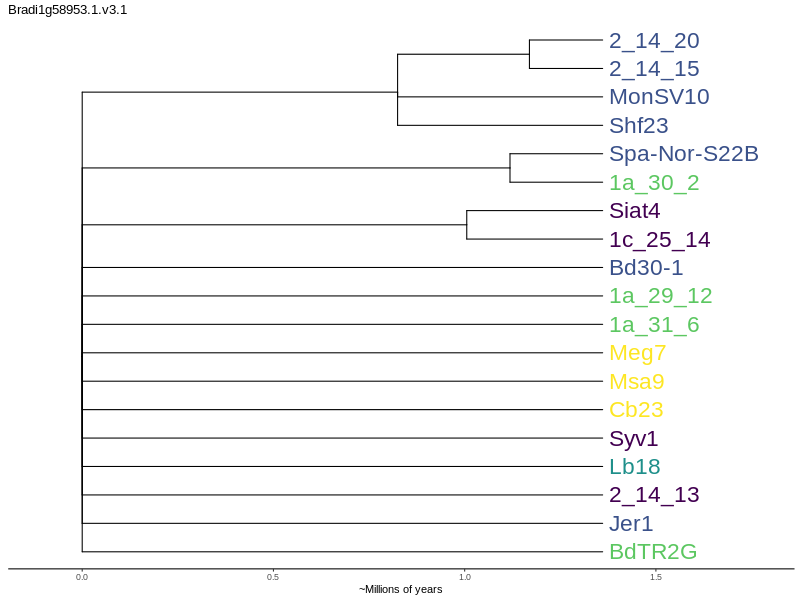 Bradi1g58953.1.v3.1
2_14_20
2_14_15
MonSV10
Shf23
Spa-Nor-S22B
1a_30_2
Siat4
1c_25_14
Bd30-1
1a_29_12
1a_31_6
Meg7
Msa9
Cb23
Syv1
Lb18
2_14_13
Jer1
BdTR2G
0.0 0.5 1.0 1.5
~Millions of years